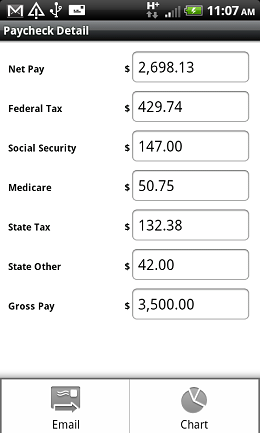 H+ 11:07 AM
Paycheck Detail
Net Pay $ 2,698.13
Federal Tax $ 429.74
Social Security $ 147.00
Medicare $ 50.75
State Tax $ 132.38
State Other $ 42.00
Gross Pay $ 3,500.00
Email Chart